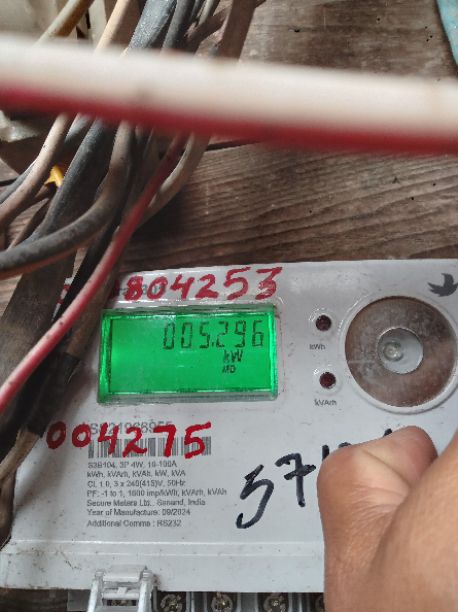 804253
005.296
kW
MD
kWh
kVArh
004275
S3B104, 3P 4W, 10-100A
kWh, kVArh, kVAh, kW, kVA
Cl. 1.0, 3 x 240(415)V, 50Hz
PF: -1 to 1, 1600 imp/kWh, kVArh, kVAh
Secure Meters Ltd., Sanand, India
Year of Manufacture: 09/2024
Additional Comms : RS232